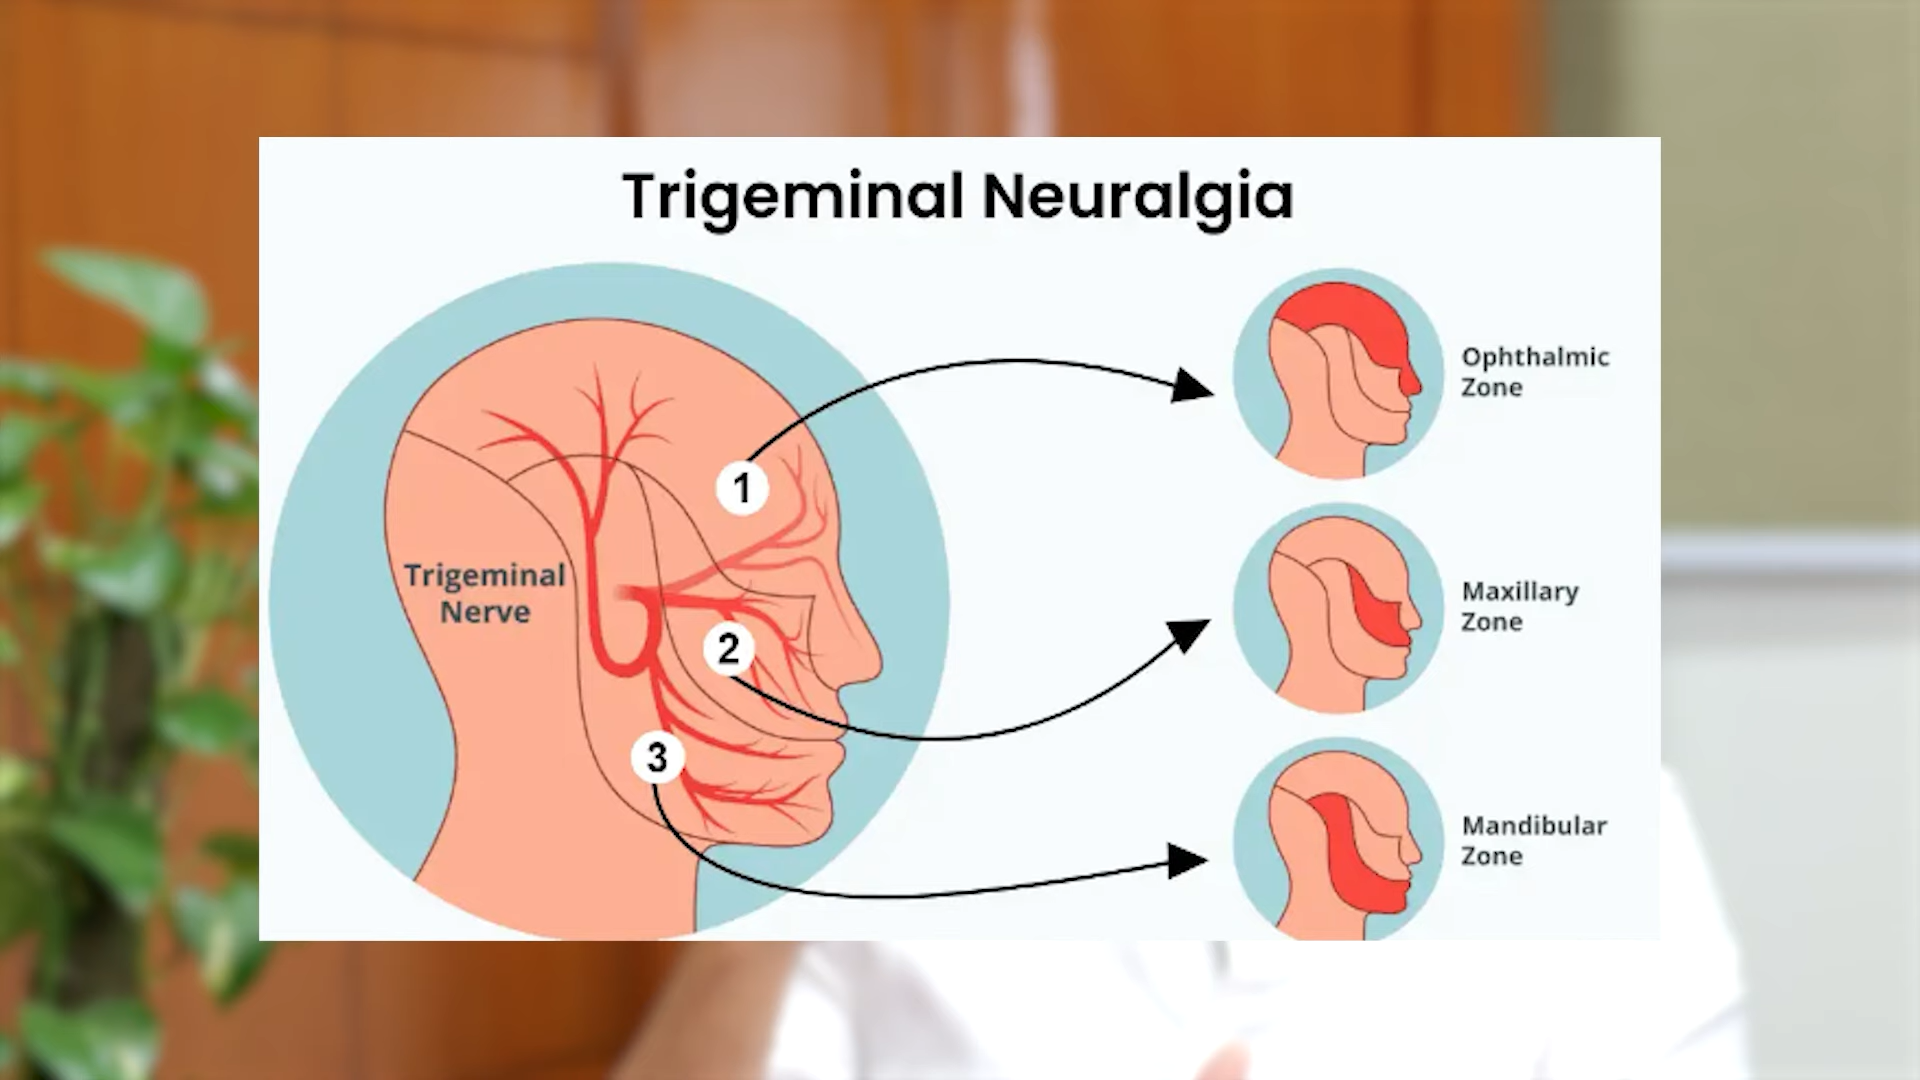 Trigeminal Neuralgia
Trigeminal
Nerve
1
2
3
Ophthalmic
Zone
Maxillary
Zone
Mandibular
Zone